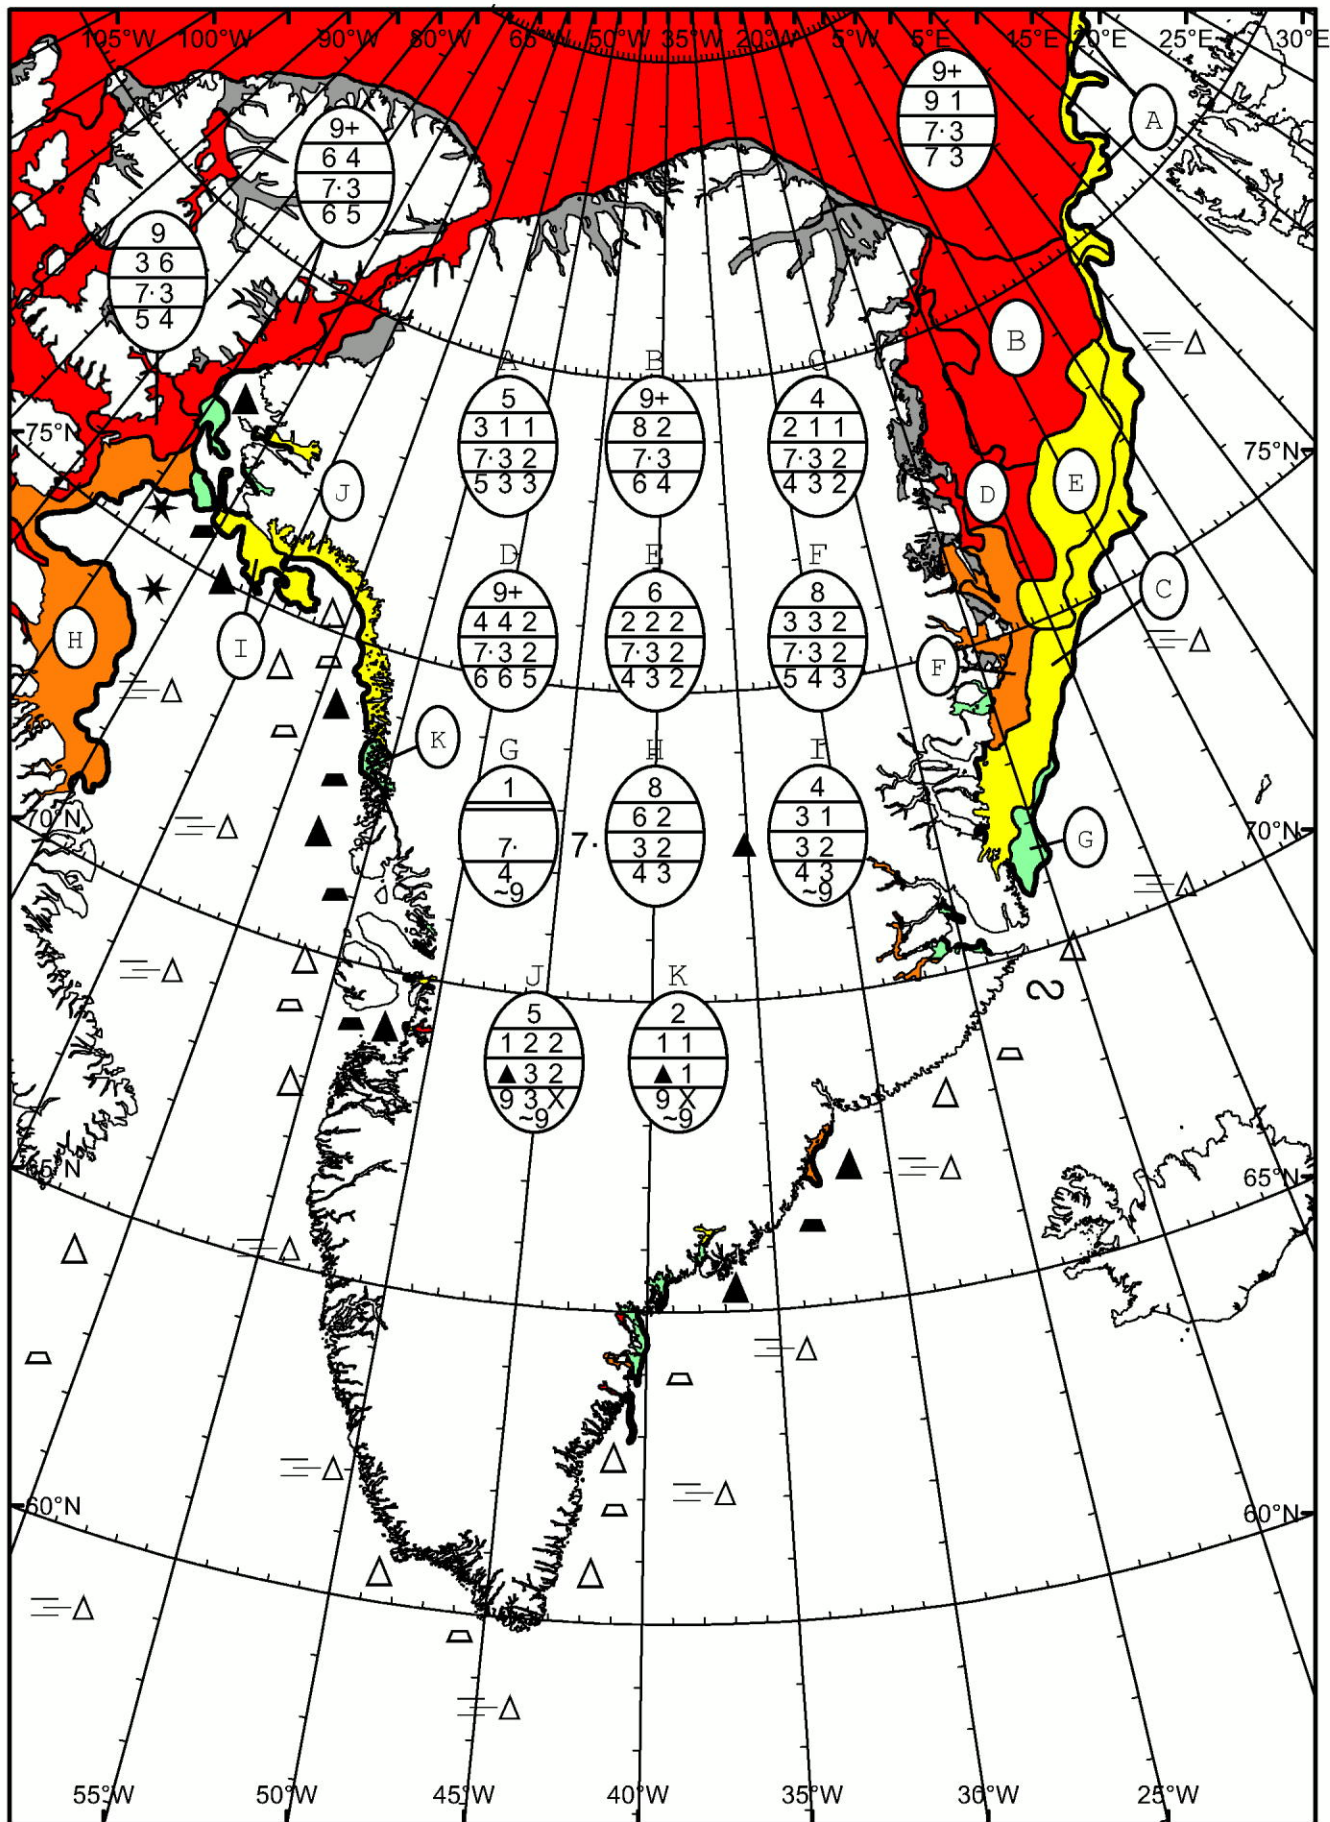 105°W 100°W 90°W 80°W 65°W 50°W 35°W 20°W 5°W 5°E 15°E 20°E 25°E 30°E
9+
9 1
7· 3
7 3
A
9+
6 4
7· 3
6 5
9
3 6
7· 3
5 4
B
75°N
75°N
A
5
3 1 1
7· 3 2
5 3 3
B
9+
8 2
7· 3
6 4
C
4
2 1 1
7· 3 2
4 3 2
J
D
E
D
9+
4 4 2
7· 3 2
6 6 5
E
6
2 2 2
7· 3 2
4 3 2
F
8
3 3 2
7· 3 2
5 4 3
C
H
I
F
K
G
1
7·
4
~9
7·
H
8
6 2
3 2
4 3
I
4
3 1
3 2
4 3
~9
70°N
70°N
G
J
5
1 2 2
▲ 3 2
9 3 X
~9
K
2
1 1
▲ 1
9 X
~9
65°N
65°N
60°N
60°N
55°W 50°W 45°W 40°W 35°W 30°W 25°W